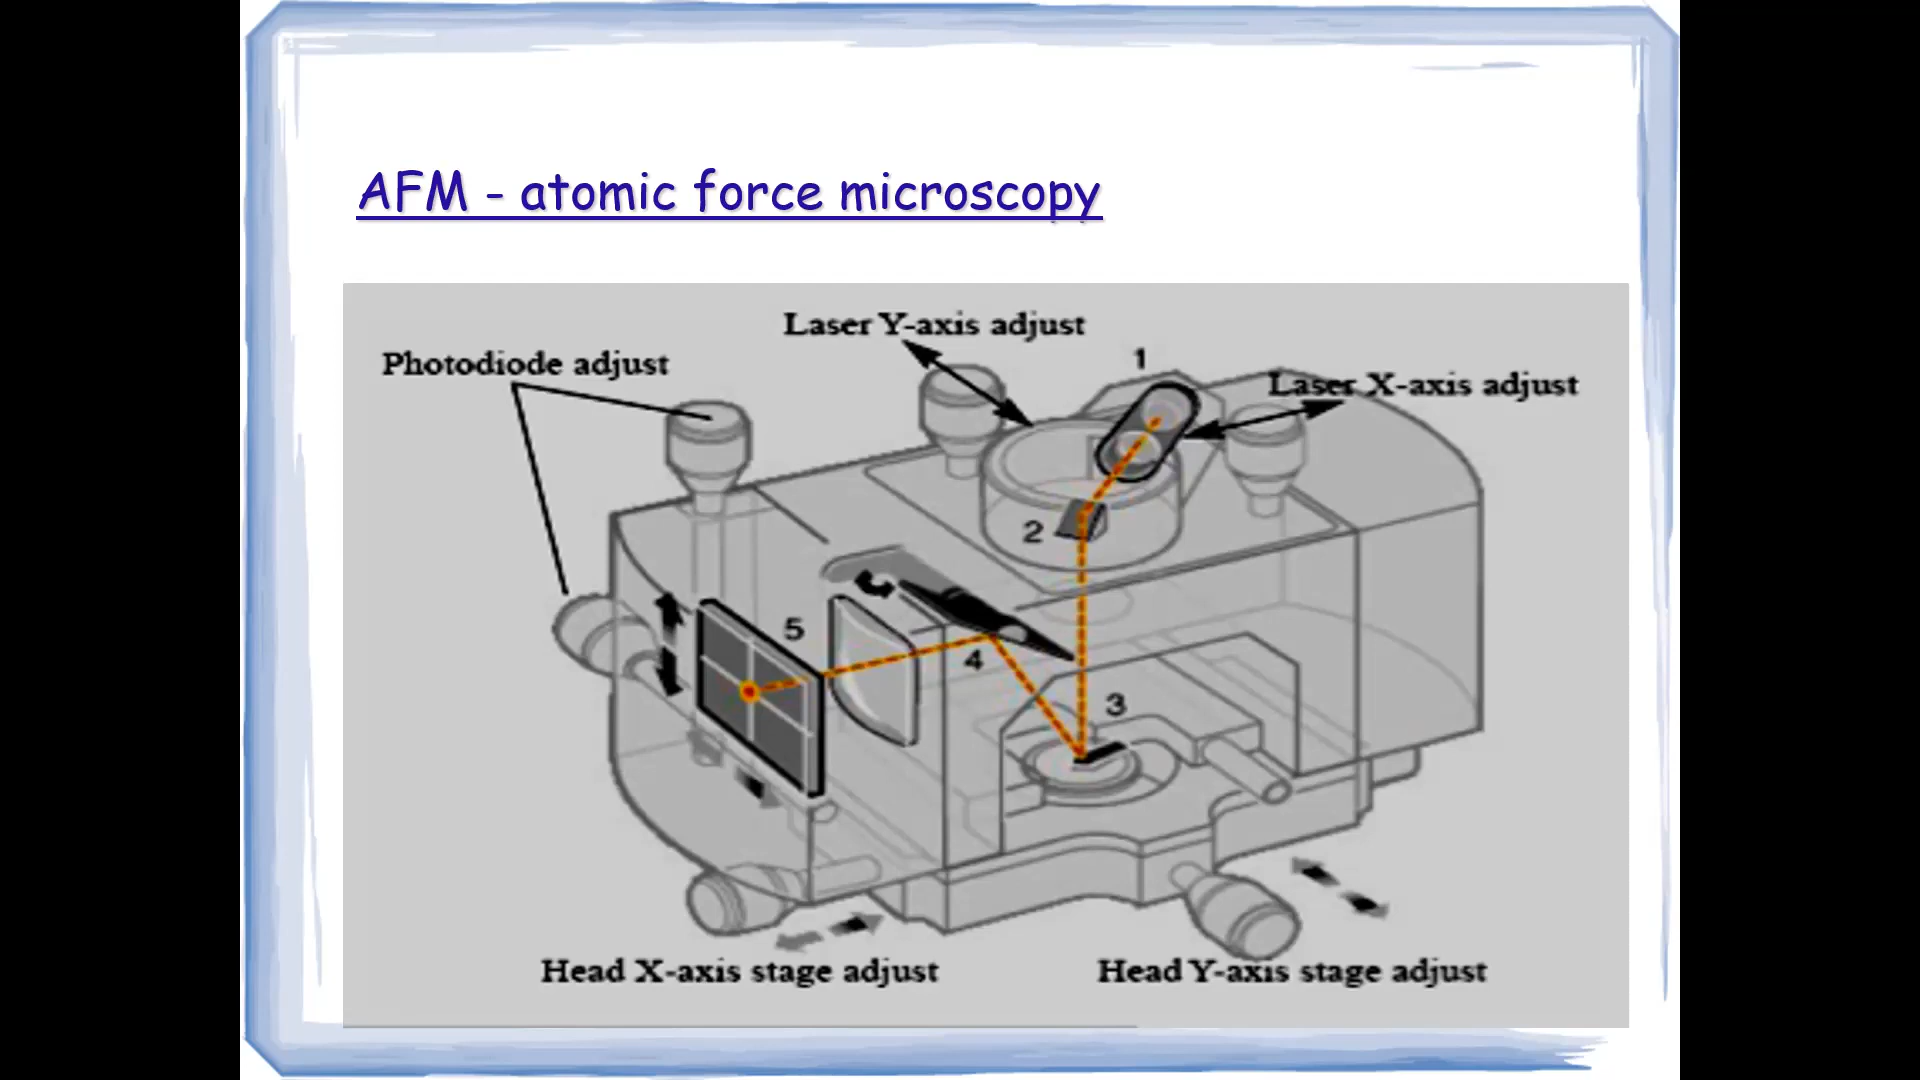 AFM - atomic force microscopy
Laser Y-axis adjust
Photodiode adjust
1
Laser X-axis adjust
2
5
4
3
Head X-axis stage adjust
Head Y-axis stage adjust